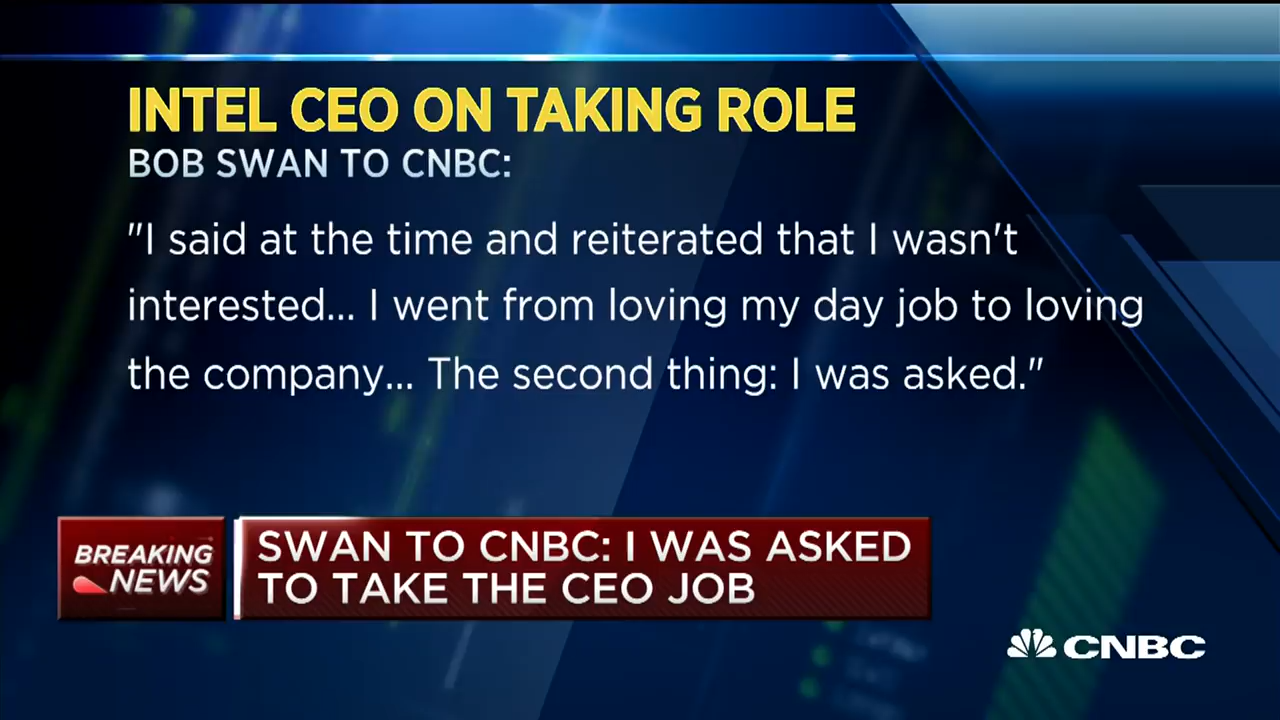 INTEL CEO ON TAKING ROLE
BOB SWAN TO CNBC:
"I said at the time and reiterated that I wasn't
interested... I went from loving my day job to loving
the company... The second thing: I was asked."
BREAKING
NEWS
SWAN TO CNBC: I WAS ASKED
TO TAKE THE CEO JOB
CNBC